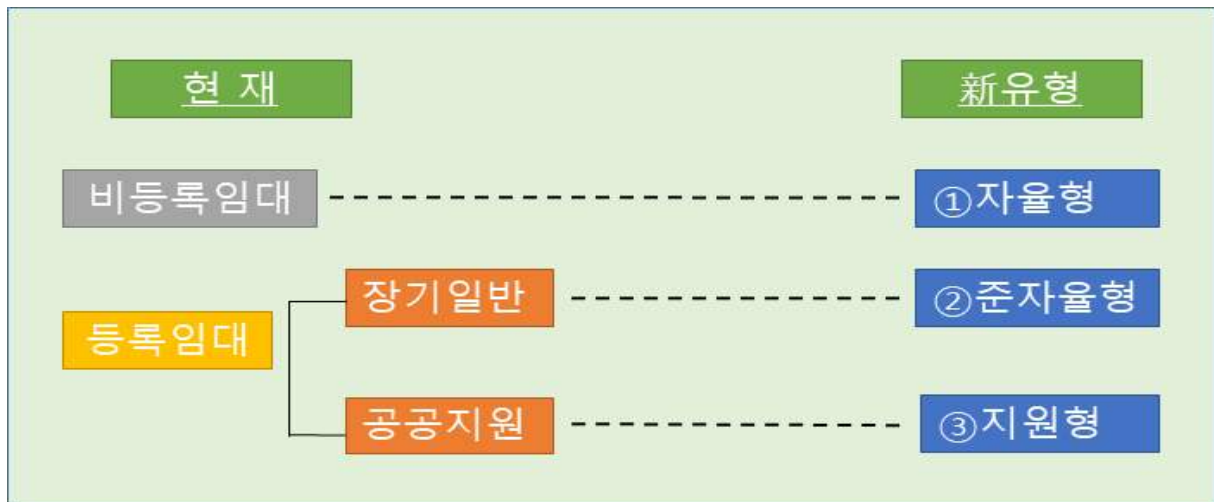 현 재
新유형
비등록임대
①자율형
장기일반
②준자율형
등록임대
공공지원
③지원형